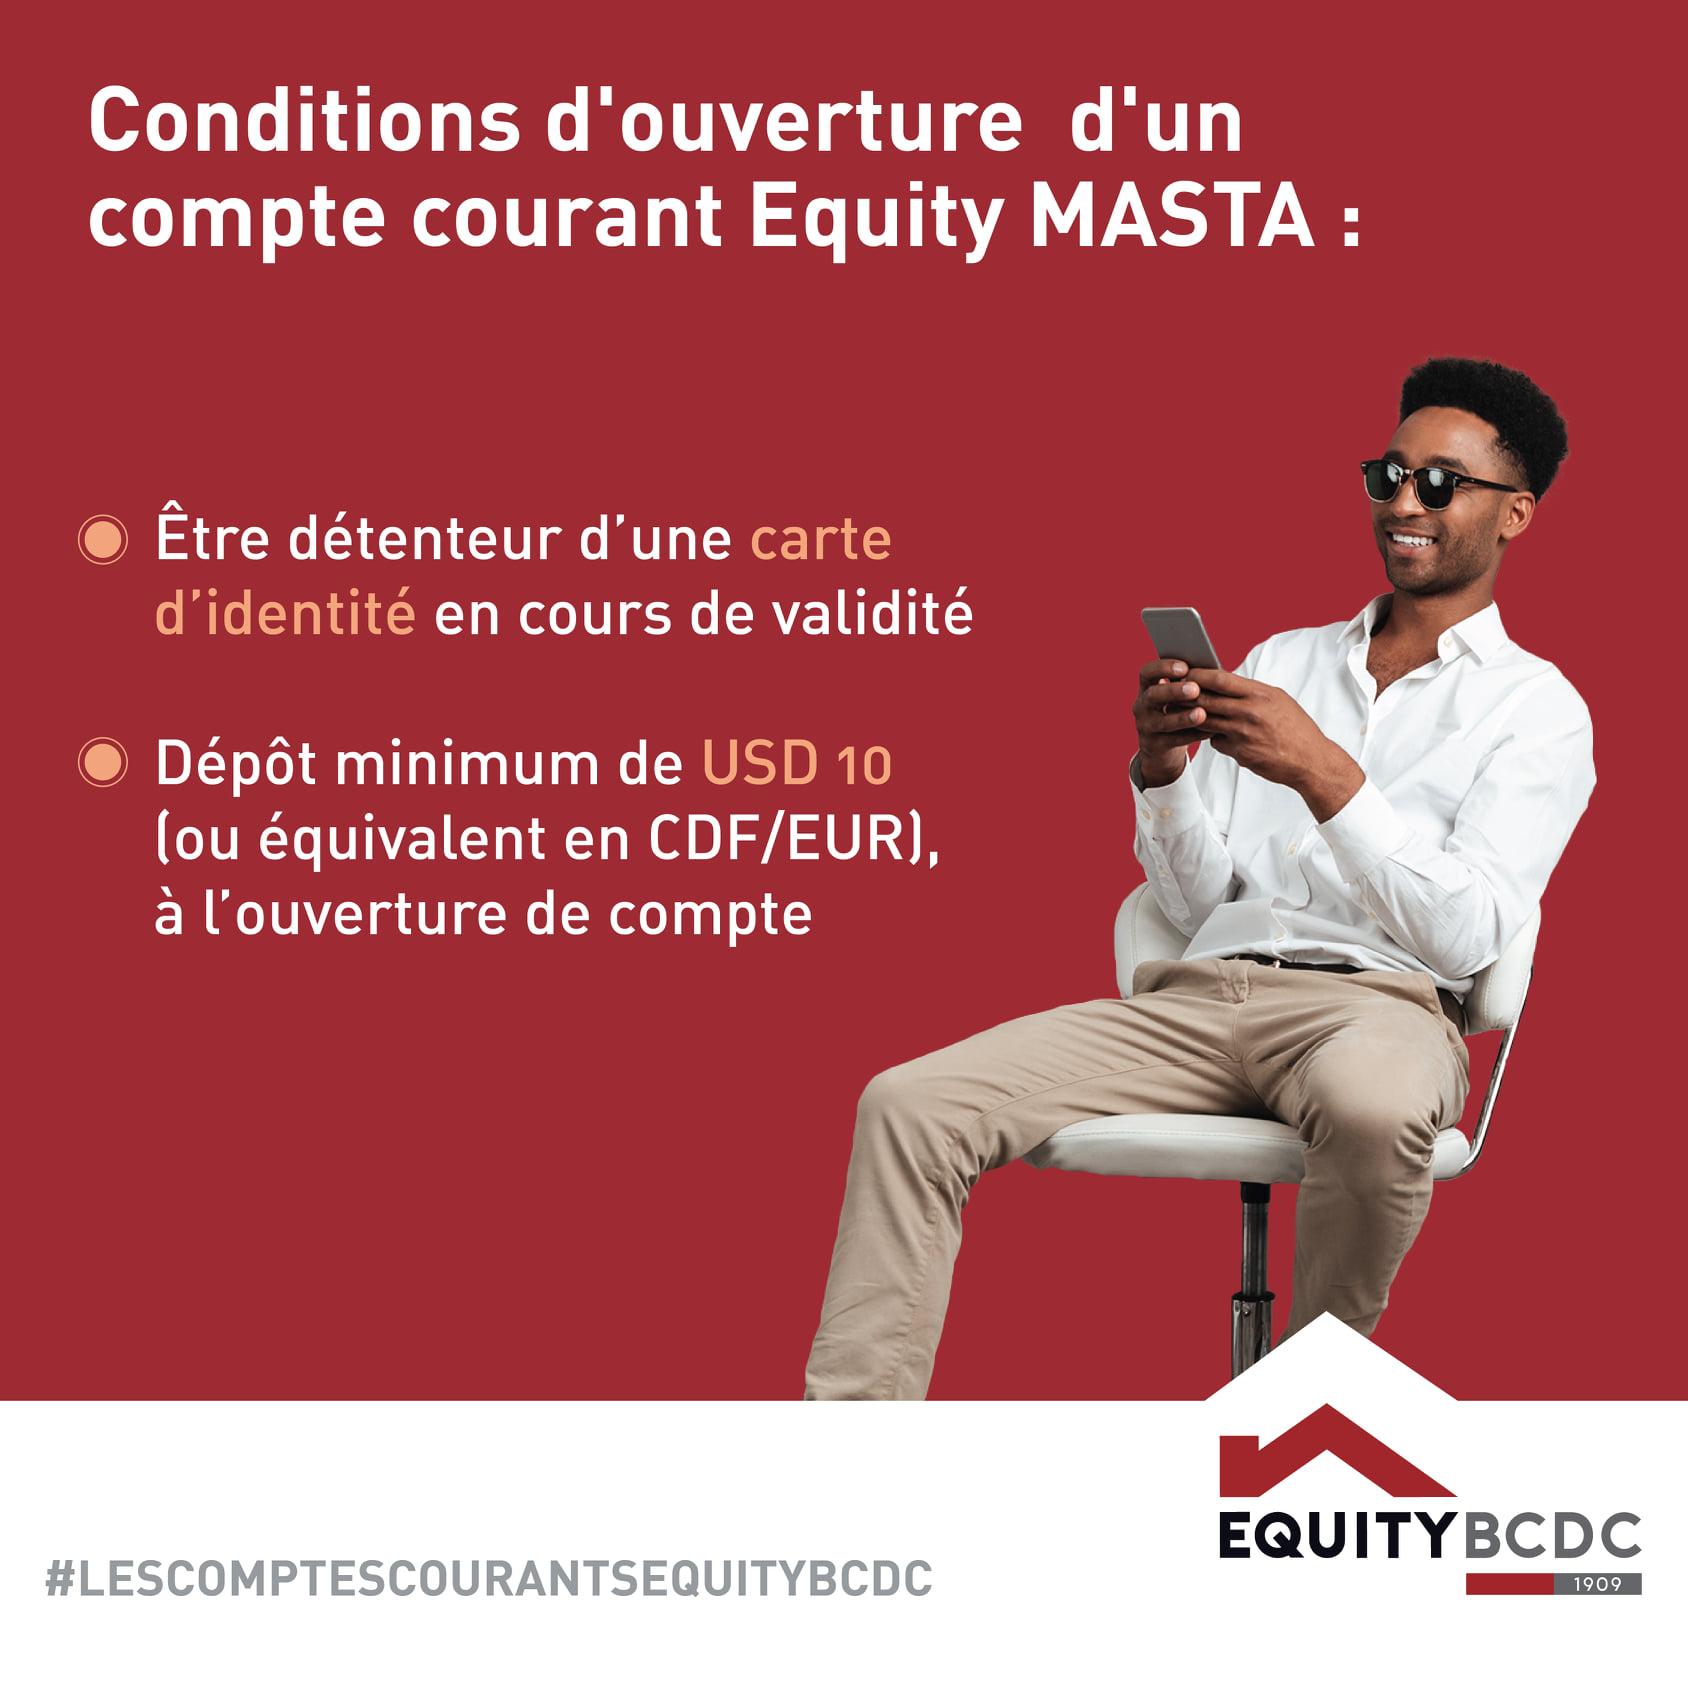 Conditions d'ouverture  d'un
compte courant Equity MASTA :
Être détenteur d’une carte
d’identité en cours de validité
Dépôt minimum de USD 10
(ou équivalent en CDF/EUR),
à l’ouverture de compte
#LESCOMPTESCOURANTSEQUITYBCDC
EQUITYBCDC
1909